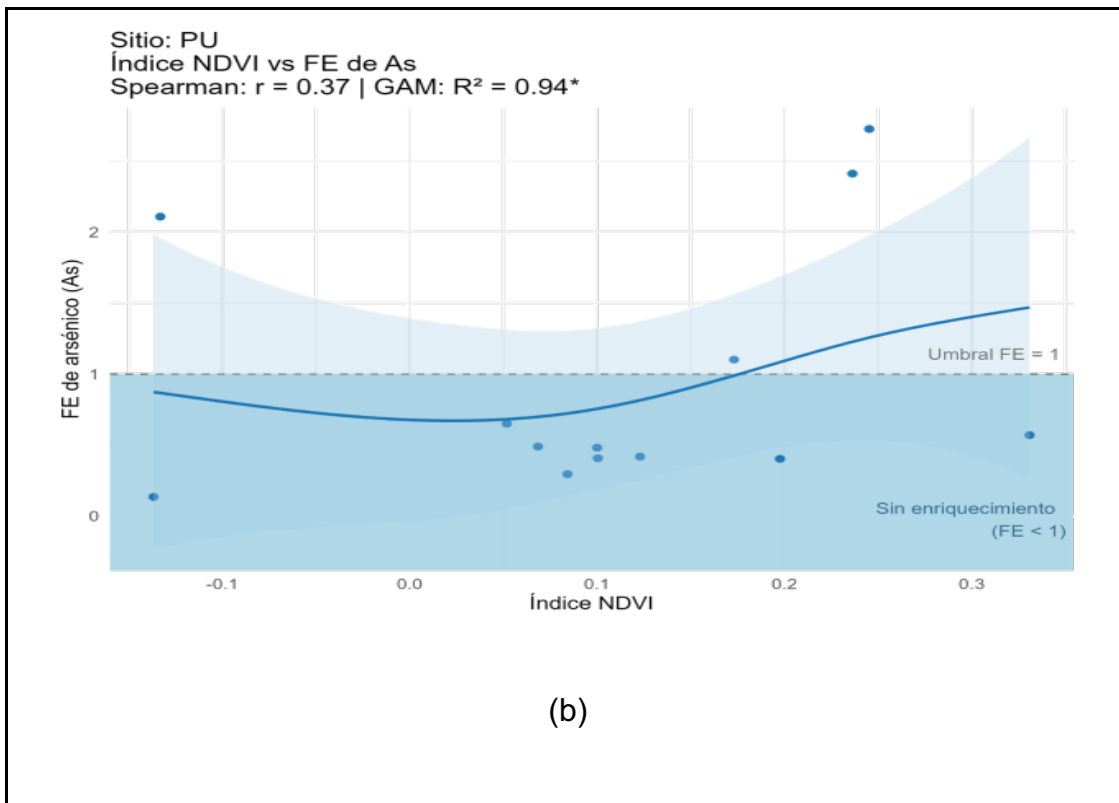 Sitio: PU
Índice NDVI vs FE de As
Spearman: r = 0.37 | GAM: R² = 0.94*
FE de arsénico (As)
2
1
0
Umbral FE = 1
Sin enriquecimiento
(FE < 1)
-0.1
0.0
0.1
0.2
0.3
Índice NDVI
(b)